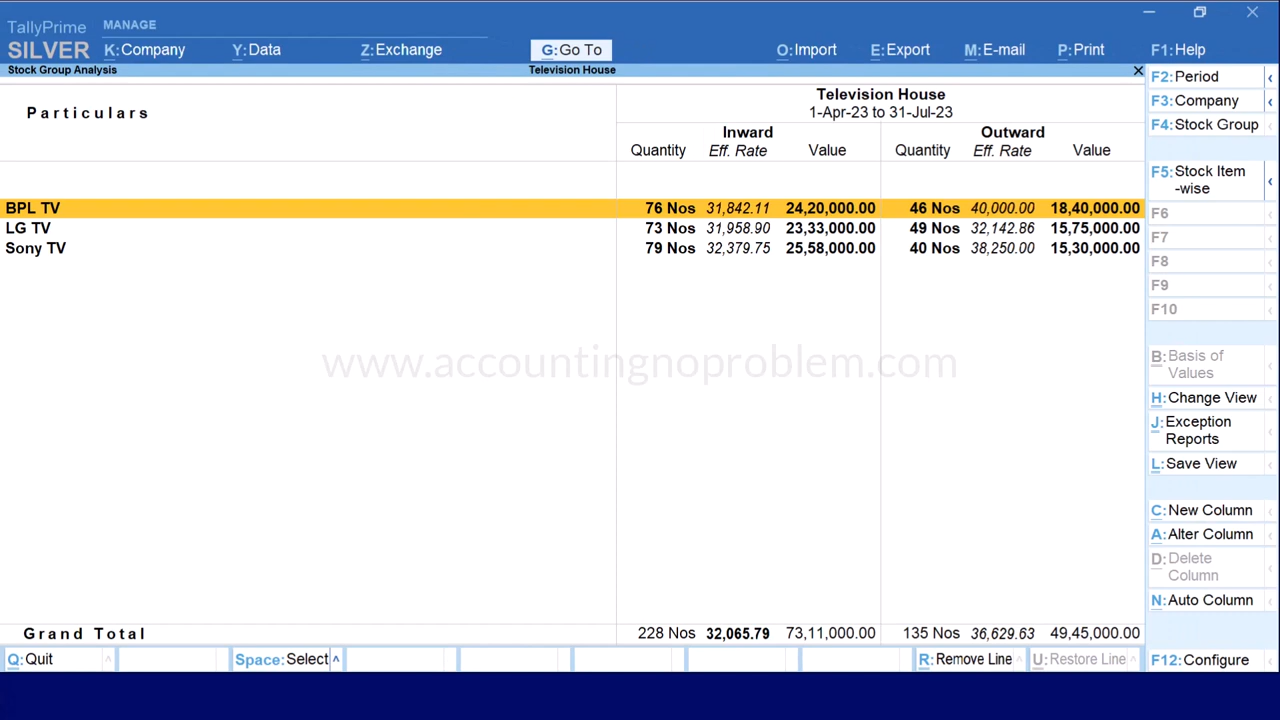 TallyPrime
MANAGE
SILVER
K:Company
Y:Data
Z:Exchange
G:Go To
O:Import
E:Export
M:E-mail
P:Print
F1:Help
Stock Group Analysis
Television House
Particulars
Television House
1-Apr-23 to 31-Jul-23
Inward Outward
Quantity Eff. Rate Value Quantity Eff. Rate Value
BPL TV 76 Nos 31,842.11 24,20,000.00 46 Nos 40,000.00 18,40,000.00
LG TV 73 Nos 31,958.90 23,33,000.00 49 Nos 32,142.86 15,75,000.00
Sony TV 79 Nos 32,379.75 25,58,000.00 40 Nos 38,250.00 15,30,000.00
www.accountingnoproblem.com
Grand Total 228 Nos 32,065.79 73,11,000.00 135 Nos 36,629.63 49,45,000.00
F2:Period
F3:Company
F4:Stock Group
F5:Stock Item
-wise
F6
F7
F8
F9
F10
B:Basis of
Values
H:Change View
J:Exception
Reports
L:Save View
C:New Column
A:Alter Column
D:Delete
Column
N:Auto Column
Q:Quit
Space:Select
R:Remove Line
U:Restore Line
F12:Configure